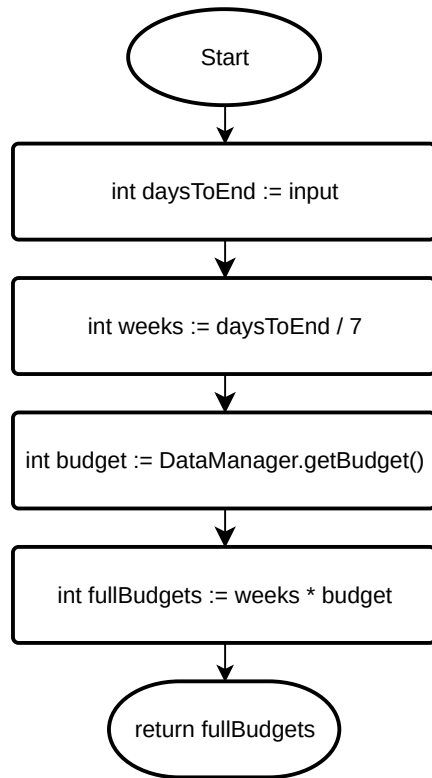 Start
int daysToEnd := input
int weeks := daysToEnd / 7
int budget := DataManager.getBudget()
int fullBudgets := weeks * budget
return fullBudgets